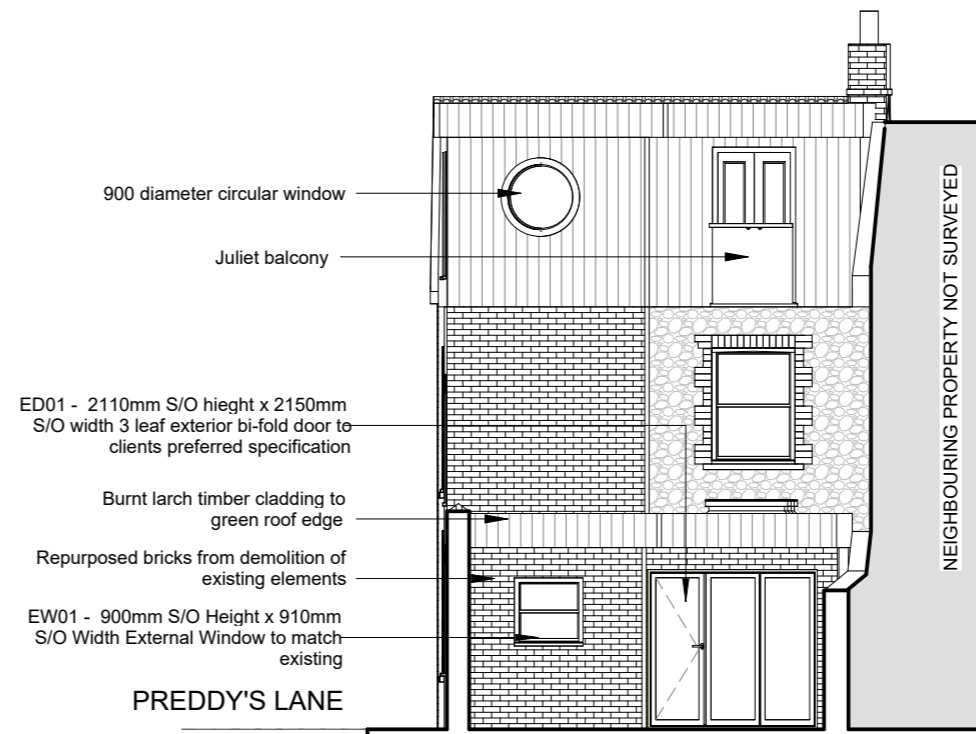 900 diameter circular window
Juliet balcony
ED01 - 2110mm S/O hieght x 2150mm
S/O width 3 leaf exterior bi-fold door to
clients preferred specification
Burnt larch timber cladding to
green roof edge
Repurposed bricks from demolition of
existing elements
EW01 - 900mm S/O Height x 910mm
S/O Width External Window to match
existing
PREDDY'S LANE
NEIGHBOURING PROPERTY NOT SURVEYED